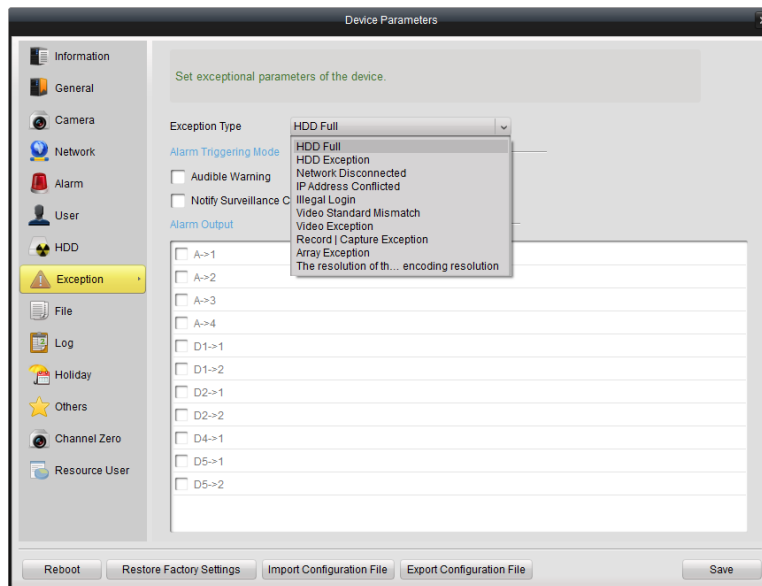 Device Parameters
Information
General
Camera
Network
Alarm
User
HDD
Exception
File
Log
Holiday
Others
Channel Zero
Resource User
Set exceptional parameters of the device.
Exception Type HDD Full
HDD Full
HDD Exception
Network Disconnected
IP Address Conflicted
Illegal Login
Video Standard Mismatch
Video Exception
Record | Capture Exception
Array Exception
The resolution of th... encoding resolution
Alarm Triggering Mode
Audible Warning
Notify Surveillance C
Alarm Output
A->1
A->2
A->3
A->4
D1->1
D1->2
D2->1
D2->2
D4->1
D5->1
D5->2
Reboot Restore Factory Settings Import Configuration File Export Configuration File Save